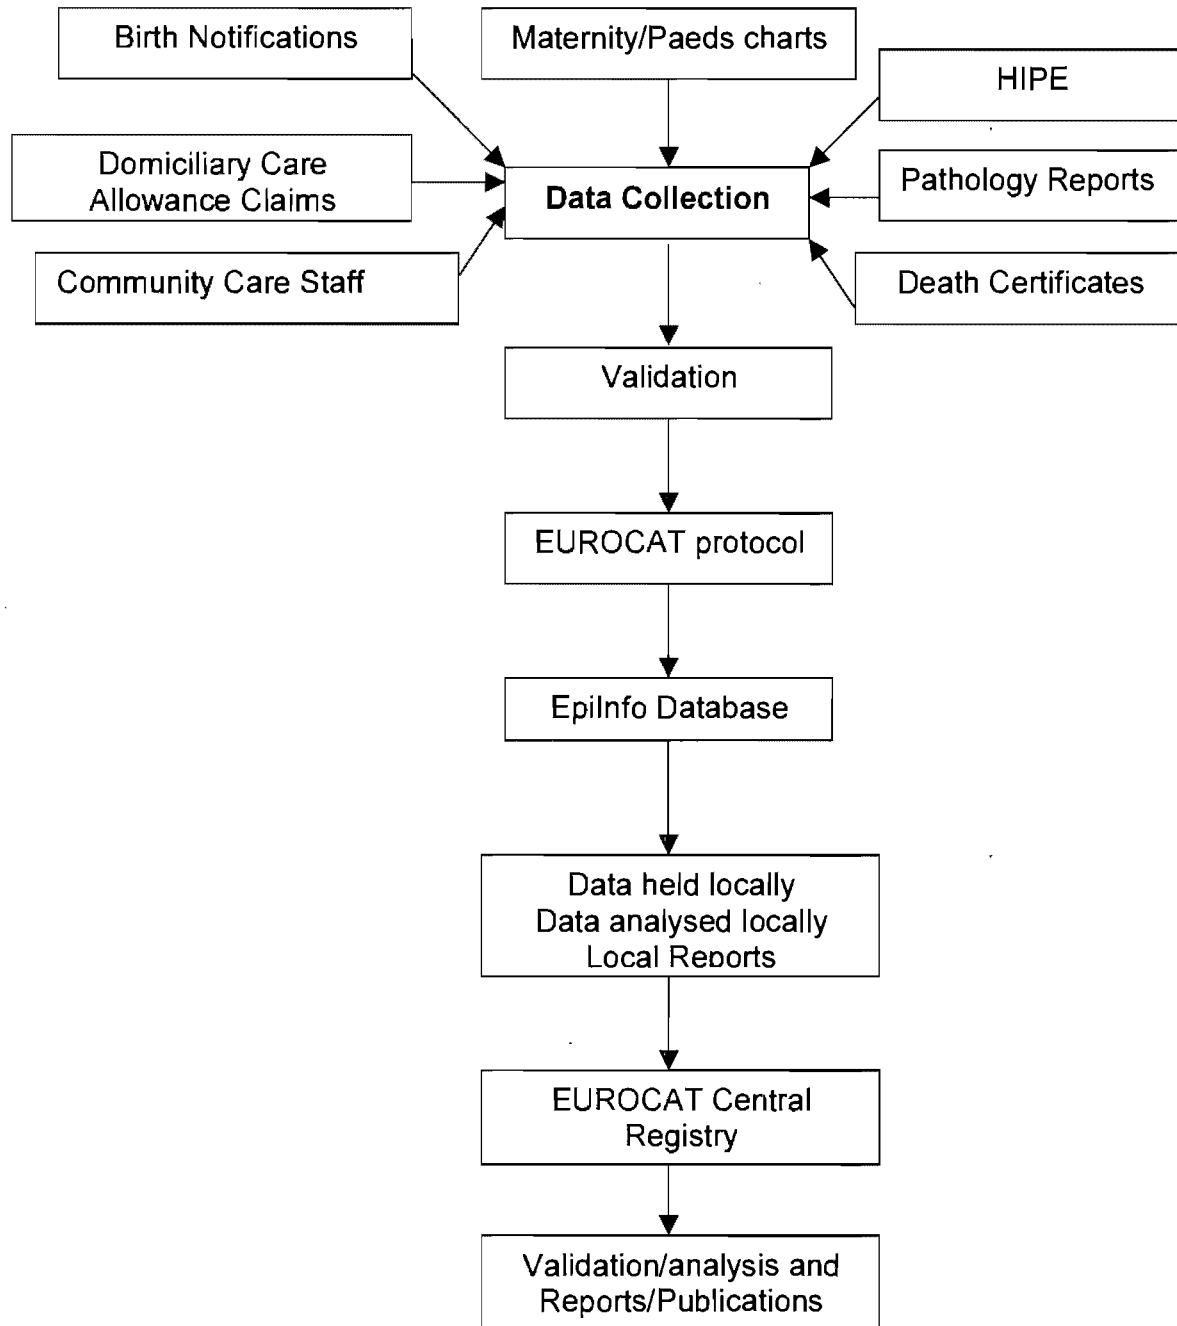 Birth Notifications
Maternity/Paeds charts
HIPE
Domiciliary Care
Allowance Claims
Data Collection
Pathology Reports
Community Care Staff
Death Certificates
Validation
EUROCAT protocol
EpiInfo Database
Data held locally
Data analysed locally
Local Reports
EUROCAT Central
Registry
Validation/analysis and
Reports/Publications